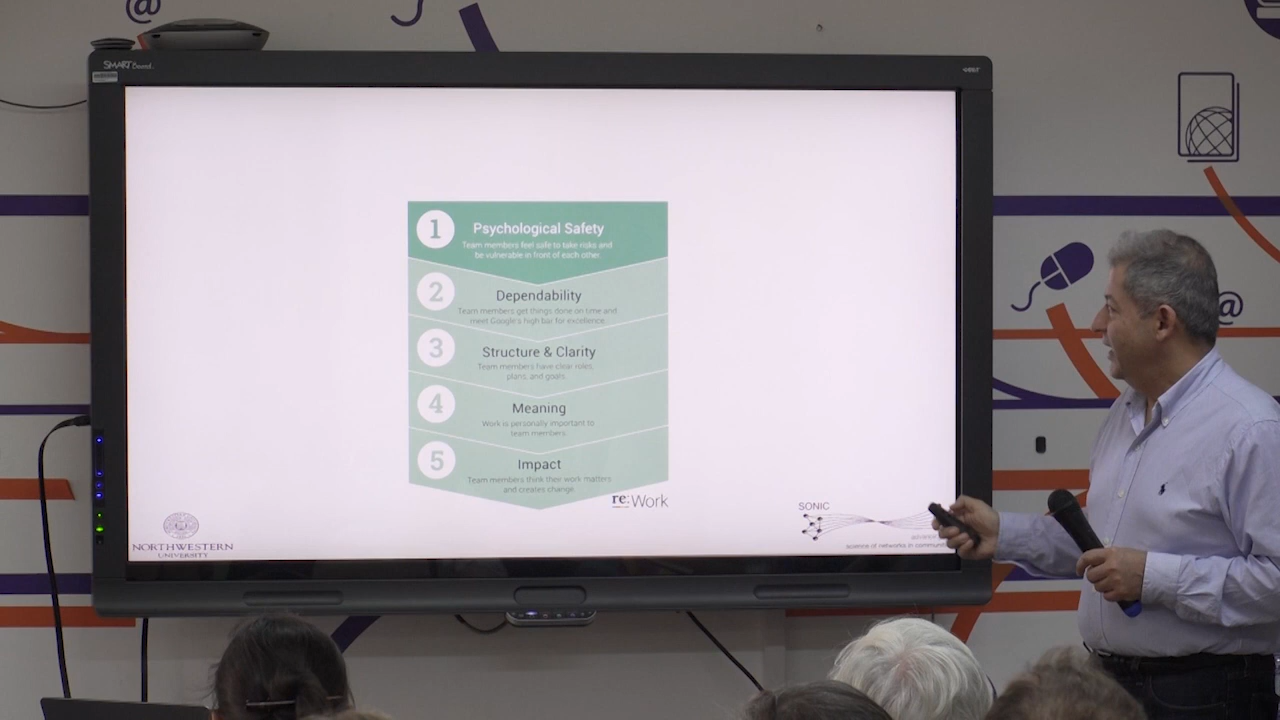 @
SMART Board
1
Psychological Safety
Team members feel safe to take risks and
be vulnerable in front of each other.
2
Dependability
Team members get things done on time and
meet Google's high bar for excellence.
3
Structure & Clarity
Team members have clear roles,
plans, and goals.
4
Meaning
Work is personally important to
team members.
5
Impact
Team members think their work matters
and creates change.
re:Work
NORTHWESTERN
UNIVERSITY
SONIC
science of networks in
@